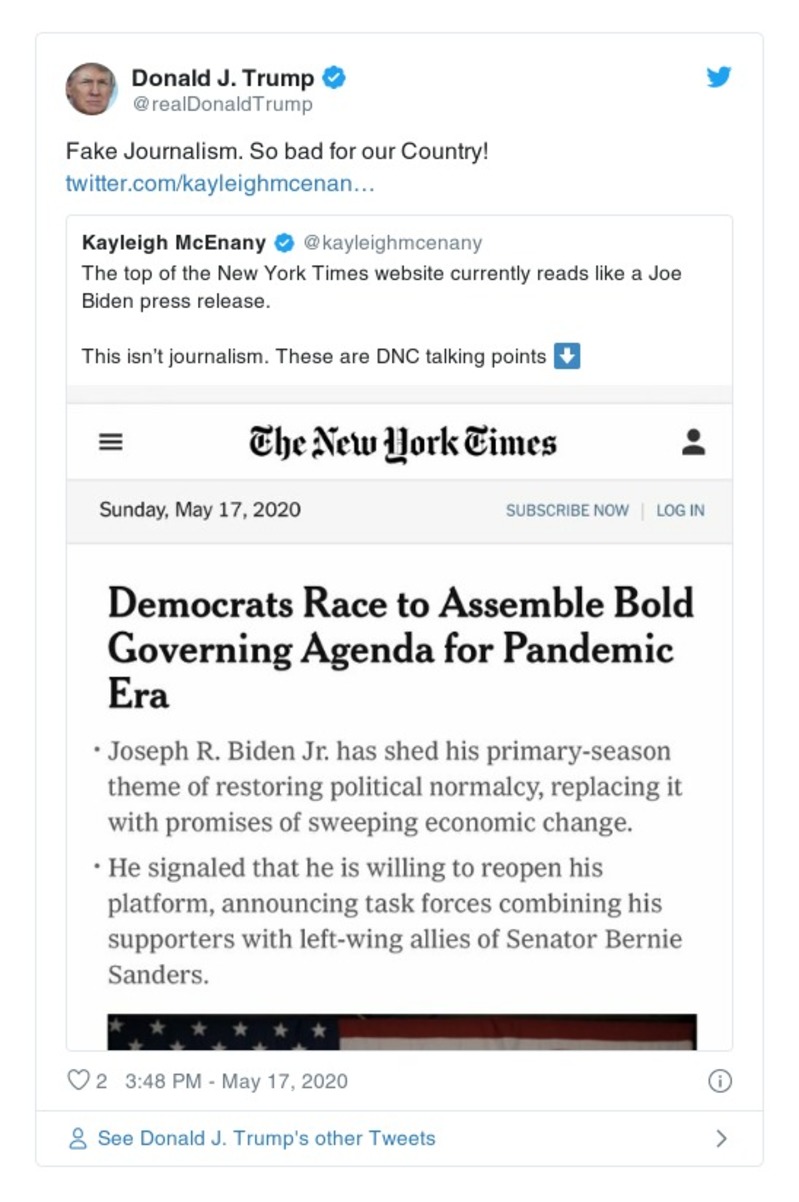 Donald J. Trump
@realDonaldTrump
Fake Journalism. So bad for our Country!
twitter.com/kayleighmcenan…
Kayleigh McEnany @kayleighmcenany
The top of the New York Times website currently reads like a Joe
Biden press release.
This isn’t journalism. These are DNC talking points
The New York Times
Sunday, May 17, 2020
SUBSCRIBE NOW | LOG IN
Democrats Race to Assemble Bold
Governing Agenda for Pandemic
Era
• Joseph R. Biden Jr. has shed his primary-season
theme of restoring political normalcy, replacing it
with promises of sweeping economic change.
• He signaled that he is willing to reopen his
platform, announcing task forces combining his
supporters with left-wing allies of Senator Bernie
Sanders.
2 3:48 PM - May 17, 2020
See Donald J. Trump's other Tweets